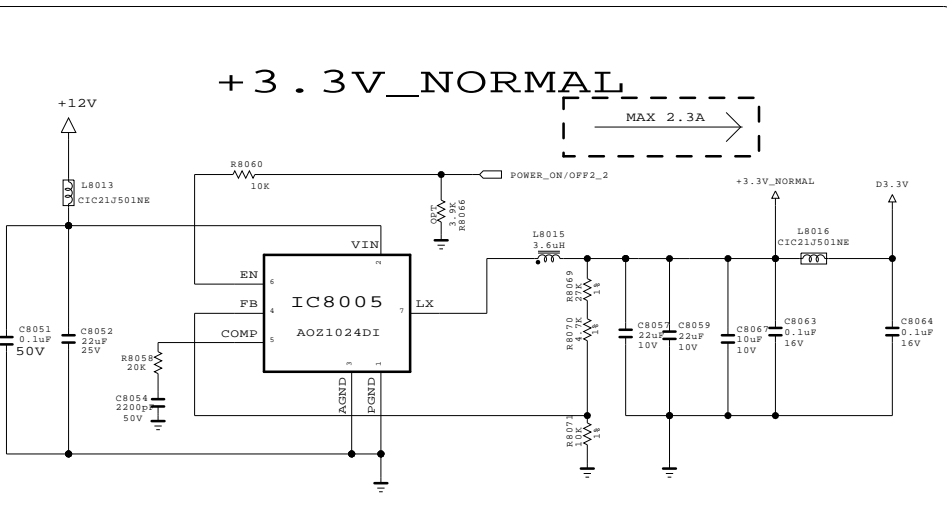 +3.3V_NORMAL
MAX 2.3A
+12V
L8013
CIC21J501NE
R8060
10K
POWER_ON/OFF2_2
OPT
3.9K
R8066
+3.3V_NORMAL
D3.3V
L8015
3.6uH
L8016
CIC21J501NE
VIN
2
EN
6
FB
4
COMP
5
IC8005
AOZ1024DI
LX
7
AGND
3
PGND
1
C8051
0.1uF
50V
C8052
22uF
25V
R8058
20K
C8054
2200pF
50V
R8069
27K
1%
R8070
4.7K
1%
R8071
10K
1%
C8057
22uF
10V
C8059
22uF
10V
C8067
10uF
10V
C8063
0.1uF
16V
C8064
0.1uF
16V